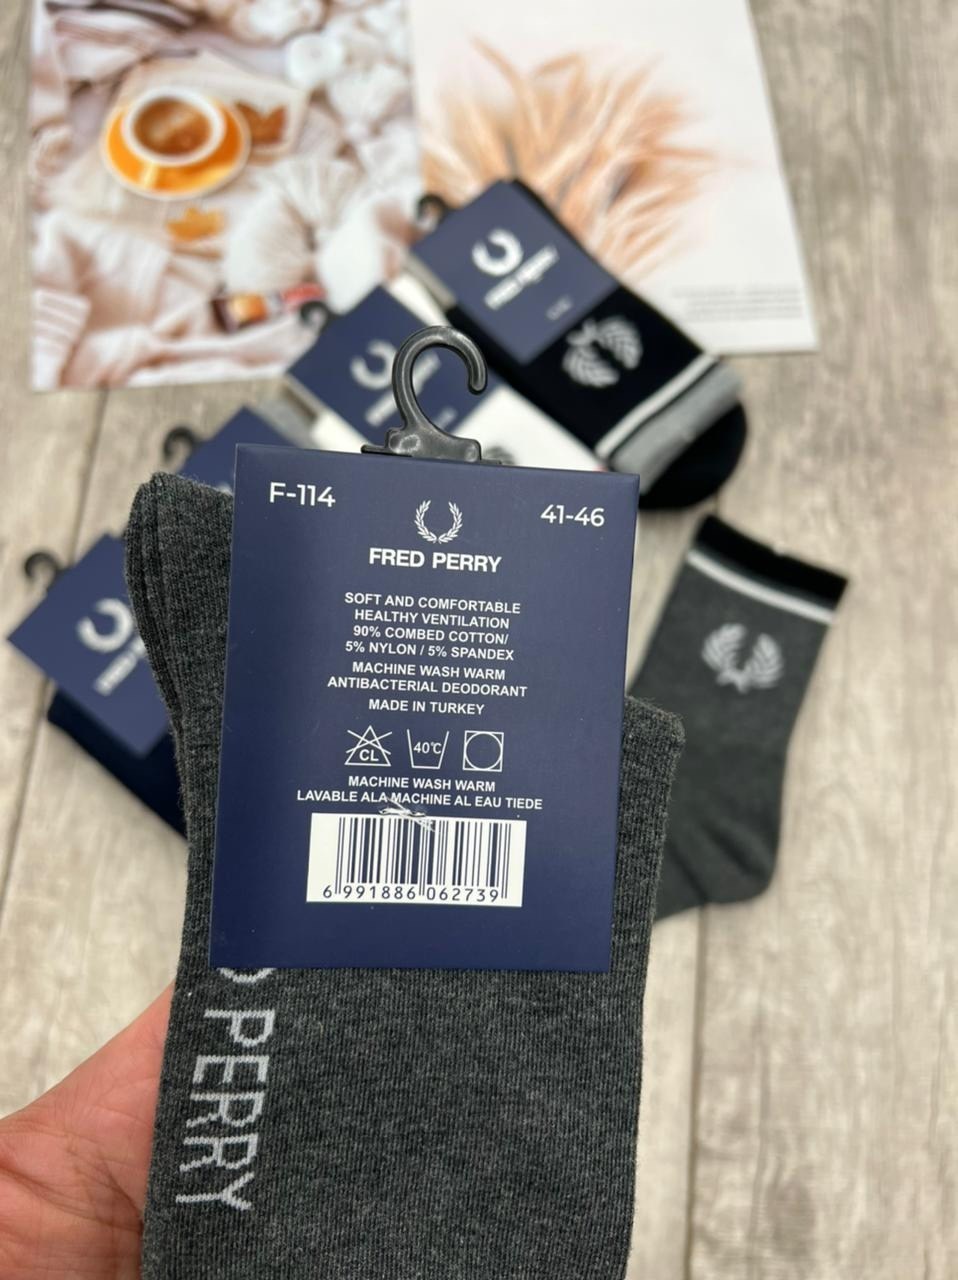 F-114
41-46
FRED PERRY
SOFT AND COMFORTABLE
HEALTHY VENTILATION
90% COMBED COTTON/
5% NYLON / 5% SPANDEX
MACHINE WASH WARM
ANTIBACTERIAL DEODORANT
MADE IN TURKEY
CL
40°C
MACHINE WASH WARM
LAVABLE ALA MACHINE AL EAU TIEDE
6 991886 062739
D PERRY
FRED PERRY